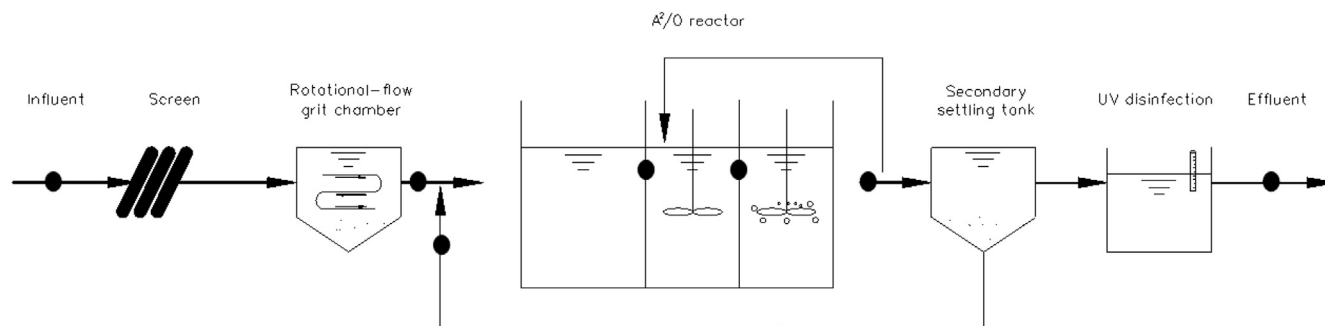 A²/O reactor
Influent
Screen
Rotational-flow
grit chamber
Secondary
settling tank
UV disinfection
Effluent